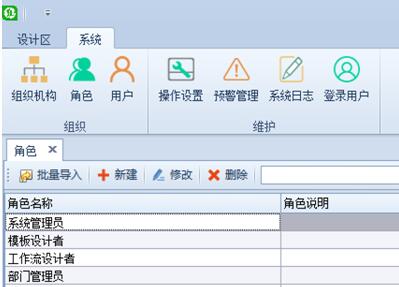 设计区 系统
组织机构 角色 用户 操作设置 预警管理 系统日志 登录用户
组织 维护
角色
批量导入 新建 修改 删除
角色名称 角色说明
系统管理员
模板设计者
工作流设计者
部门管理员